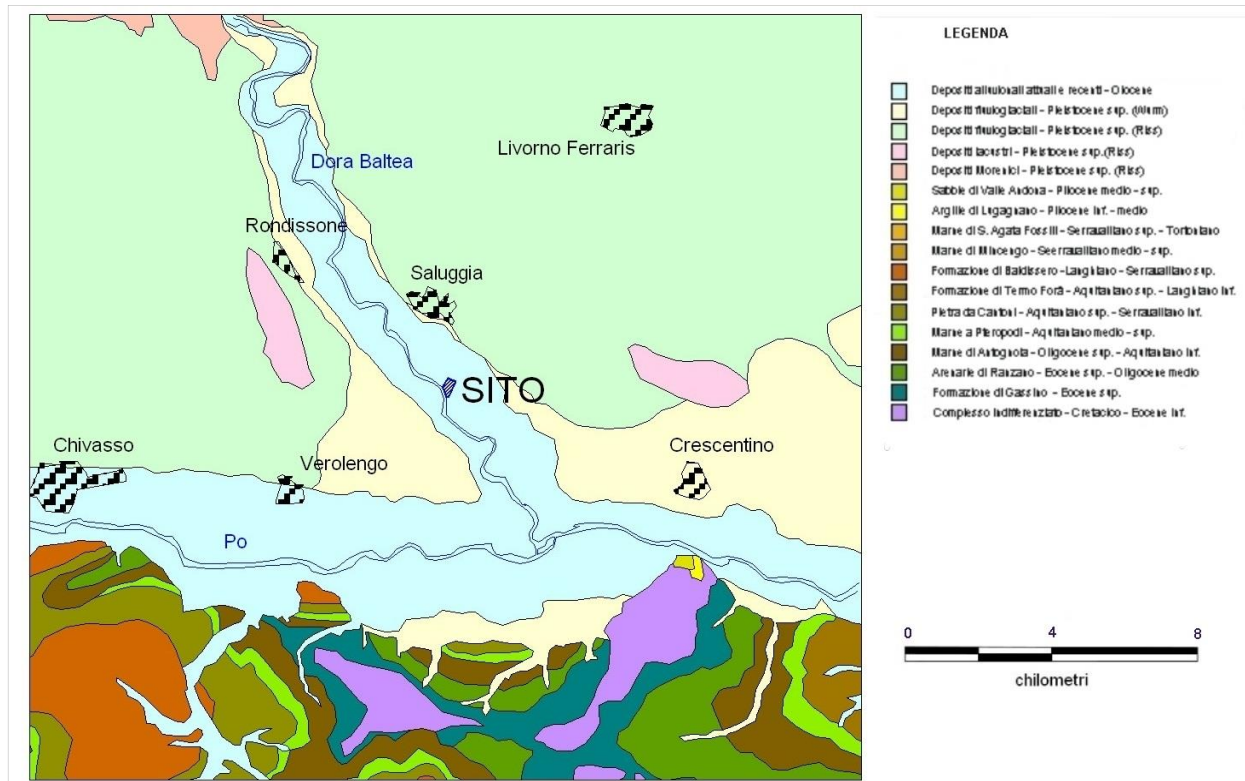 LEGENDA
Depositi alluvionali attuali e recenti - Olocene
Depositi fluvioglaciali - Pleistocene sup. (Wurm)
Depositi fluvioglaciali - Pleistocene sup. (Riss)
Depositi lacustri - Pleistocene sup.(Riss)
Depositi Morenici - Pleistocene sup. (Riss)
Sabbie di Valle Andona - Pliocene medio - sup.
Argille di Lugagnano - Pliocene inf. - medio
Marne di S. Agata Fossili - Serravalliano sup. - Tortoniano
Marne di Mincengo - Seerravalliano medio - sup.
Formazione di Baldissero - Langhiano - Serravalliano sup.
Formazione di Termo Forà - Aquitaniano sup. - Langhiano inf.
Pietra da Cantoni - Aquitaniano sup. - Serravalliano inf.
Marne a Pteropodi - Aquitaniano medio - sup.
Marne di Antognola - Oligocene sup. - Aquitaniano inf.
Arenarie di Ranzano - Eocene sup. - Oligocene medio
Formazione di Gassino - Eocene sup.
Complesso indifferenziato - Cretacico - Eocene inf.
Livorno Ferraris
Dora Baltea
Rondissone
Saluggia
SITO
Chivasso
Verolengo
Crescentino
Po
0 4 8
chilometri